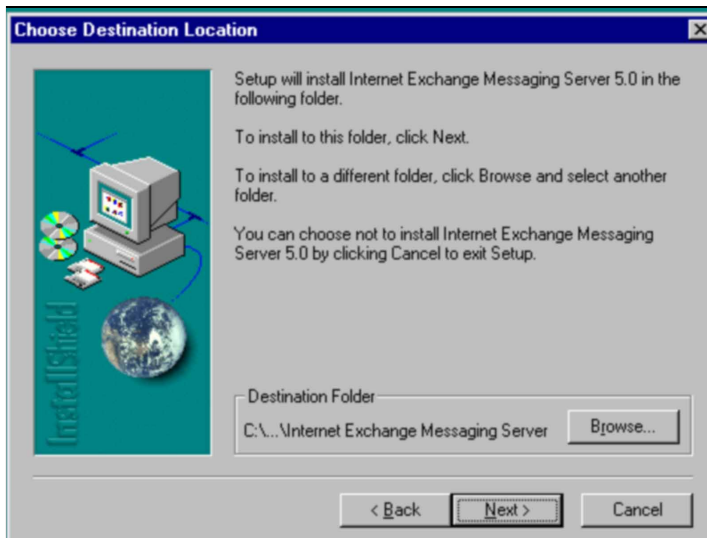 Choose Destination Location
Setup will install Internet Exchange Messaging Server 5.0 in the
following folder.
To install to this folder, click Next.
To install to a different folder, click Browse and select another
folder.
You can choose not to install Internet Exchange Messaging
Server 5.0 by clicking Cancel to exit Setup.
InstallShield
Destination Folder
C:\...\Internet Exchange Messaging Server
Browse...
< Back
Next >
Cancel